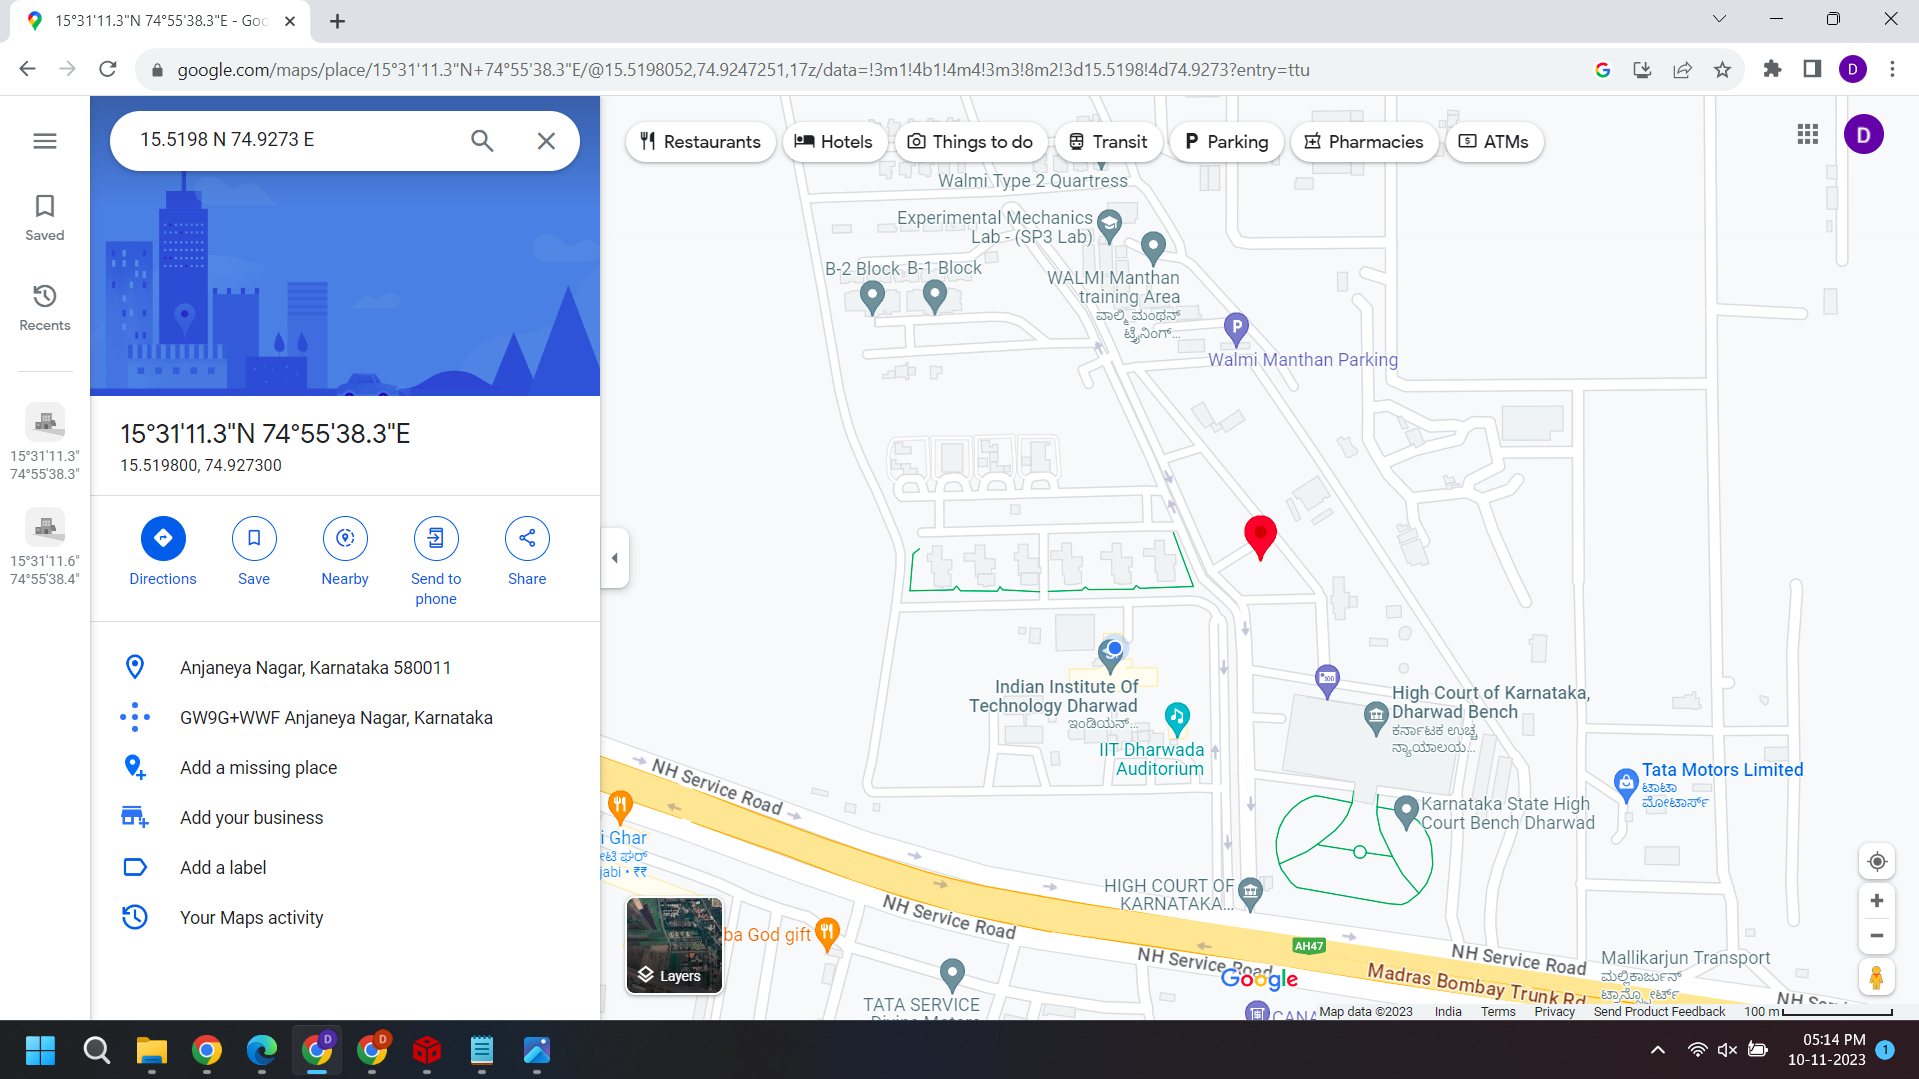 15°31'11.3"N 74°55'38.3"E - Goo
google.com/maps/place/15°31'11.3"N+74°55'38.3"E/@15.5198052,74.9247251,17z/data=!3m1!4b1!4m4!3m3!8m2!3d15.5198!4d74.9273?entry=ttu
D
15.5198 N 74.9273 E
Restaurants
Hotels
Things to do
Transit
Parking
Pharmacies
ATMs
D
Saved
Recents
15°31'11.3"
74°55'38.3"
15°31'11.6"
74°55'38.4"
15°31'11.3"N 74°55'38.3"E
15.519800, 74.927300
Directions
Save
Nearby
Send to
phone
Share
Anjaneya Nagar, Karnataka 580011
GW9G+WWF Anjaneya Nagar, Karnataka
Add a missing place
Add your business
Add a label
Your Maps activity
Walmi Type 2 Quartress
Experimental Mechanics
Lab - (SP3 Lab)
B-2 Block
B-1 Block
WALMI Manthan
training Area
ವಾಲ್ಮಿ ಮಂಥನ್
ಟ್ರೈನಿಂಗ್...
P
Walmi Manthan Parking
Indian Institute Of
Technology Dharwad
ಇಂಡಿಯನ್...
IIT Dharwada
Auditorium
High Court of Karnataka,
Dharwad Bench
ಕರ್ನಾಟಕ ಉಚ್ಚ
ನ್ಯಾಯಾಲಯ...
Tata Motors Limited
ಟಾಟಾ
ಮೋಟಾರ್ಸ್
Karnataka State High
Court Bench Dharwad
NH Service Road
i Ghar
ೇಟಿ ಘರ್
jabi • ₹₹
HIGH COURT OF
KARNATAKA...
NH Service Road
ba God gift
AH47
NH Service Road
NH Service Road
Madras Bombay Trunk Rd
Mallikarjun Transport
ಮಲ್ಲಿಕಾರ್ಜುನ್
ಟ್ರಾನ್ಸ್ಪೋರ್ಟ್
Layers
TATA SERVICE
Google
CANA
Map data ©2023
India
Terms
Privacy
Send Product Feedback
100 m
05:14 PM
10-11-2023
1